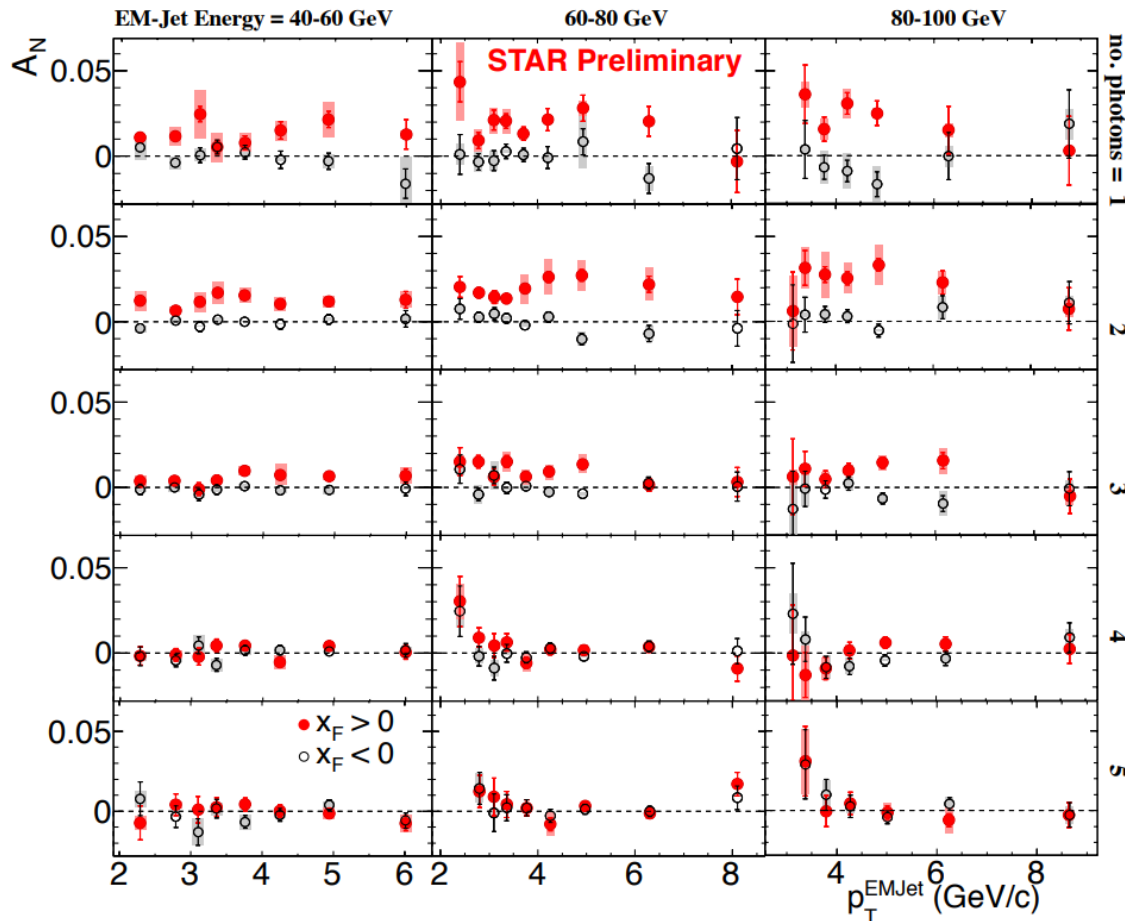 EM-Jet Energy = 40-60 GeV 60-80 GeV 80-100 GeV
A_N
STAR Preliminary
no. photons = 1
0.05
0
0.05
0
2
0.05
0
3
0.05
0
4
x_F > 0
x_F < 0
0.05
0
5
2 3 4 5 6 2 4 6 8 4 6 8
p_T^EMJet (GeV/c)